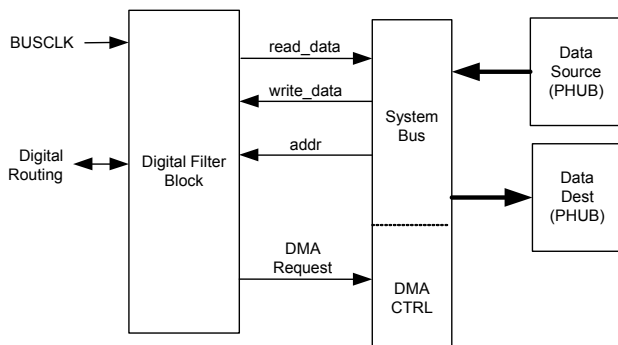 BUSCLK
Digital
Routing
Digital Filter
Block
read_data
write_data
addr
DMA
Request
System
Bus
DMA
CTRL
Data
Source
(PHUB)
Data
Dest
(PHUB)